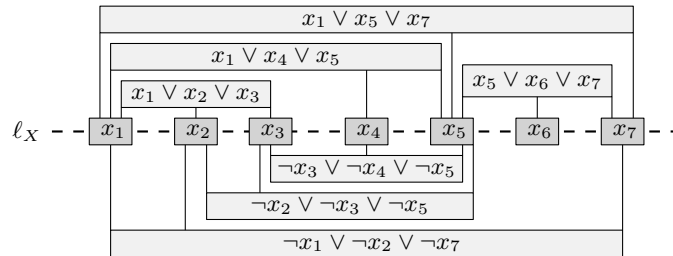 x₁ ∨ x₅ ∨ x₇
x₁ ∨ x₄ ∨ x₅
x₁ ∨ x₂ ∨ x₃ x₅ ∨ x₆ ∨ x₇
ℓ_X x₁ x₂ x₃ x₄ x₅ x₆ x₇
¬x₃ ∨ ¬x₄ ∨ ¬x₅
¬x₂ ∨ ¬x₃ ∨ ¬x₅
¬x₁ ∨ ¬x₂ ∨ ¬x₇